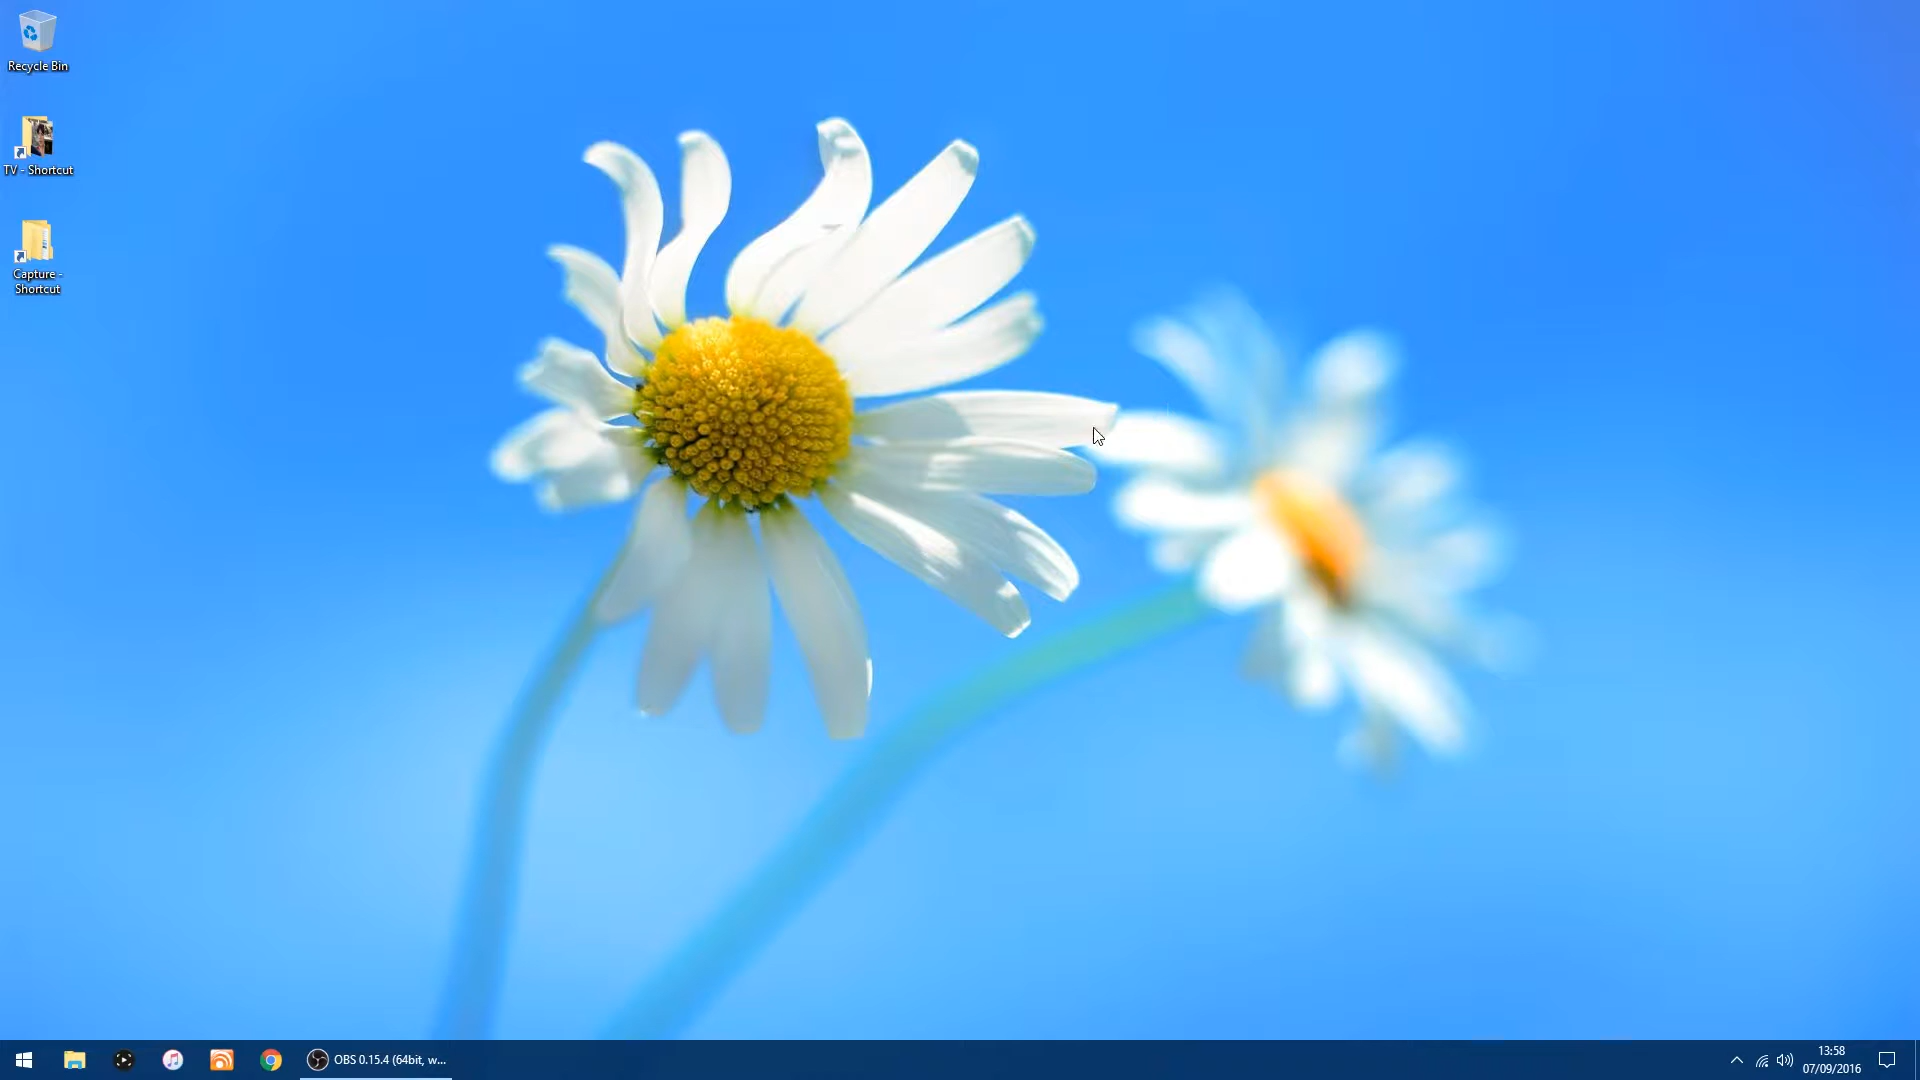 Recycle Bin
TV - Shortcut
Capture -
Shortcut
OBS 0.15.4 (64bit, w...
13:58
07/09/2016